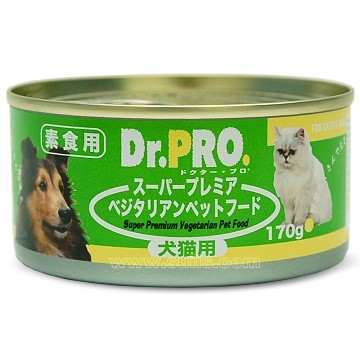 素食用
Dr.PRO.
ドクター・プロ
スーパープレミア
ベジタリアンペットフード
Super Premium Vegetarian Pet Food
犬猫用
170g